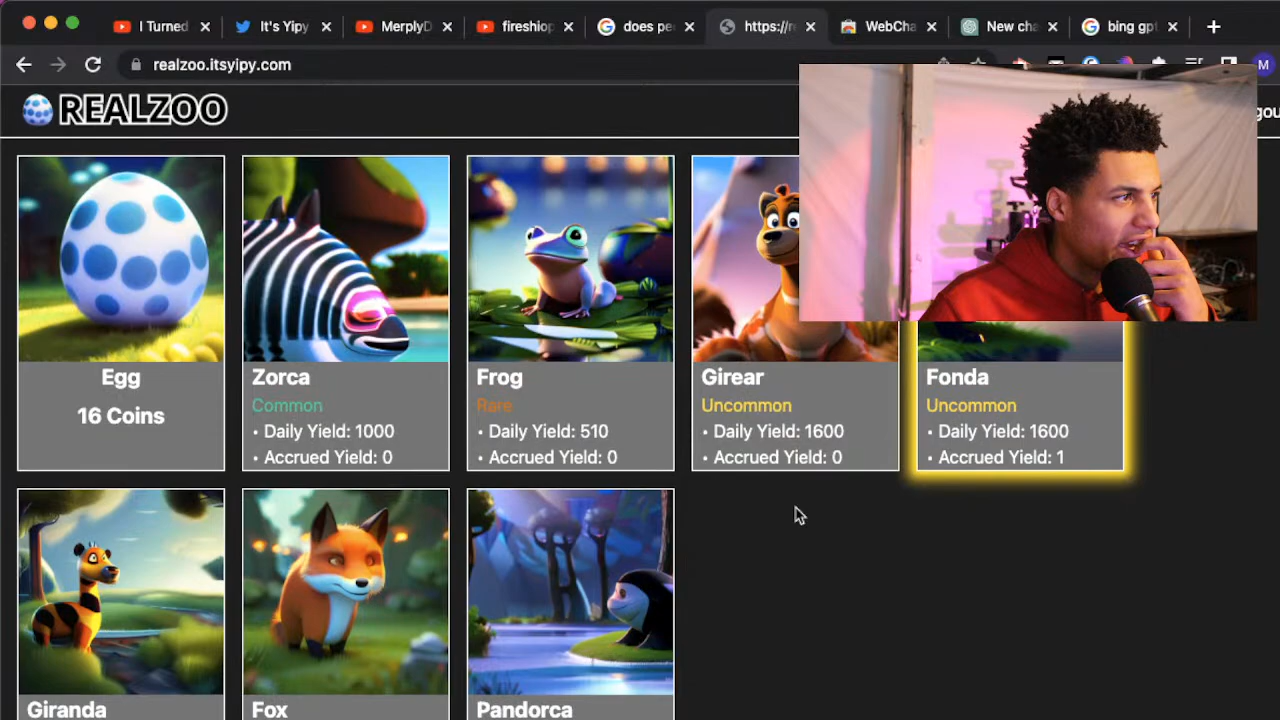 I Turned
It's Yipy
MerplyD
fireshiop
does pe
https://r
WebCha
New cha
bing gpt
realzoo.itsyipy.com
M
REALZOO
gou
Egg
16 Coins
Zorca
Common
• Daily Yield: 1000
• Accrued Yield: 0
Frog
Rare
• Daily Yield: 510
• Accrued Yield: 0
Girear
Uncommon
• Daily Yield: 1600
• Accrued Yield: 0
Fonda
Uncommon
• Daily Yield: 1600
• Accrued Yield: 1
Giranda
Fox
Pandorca